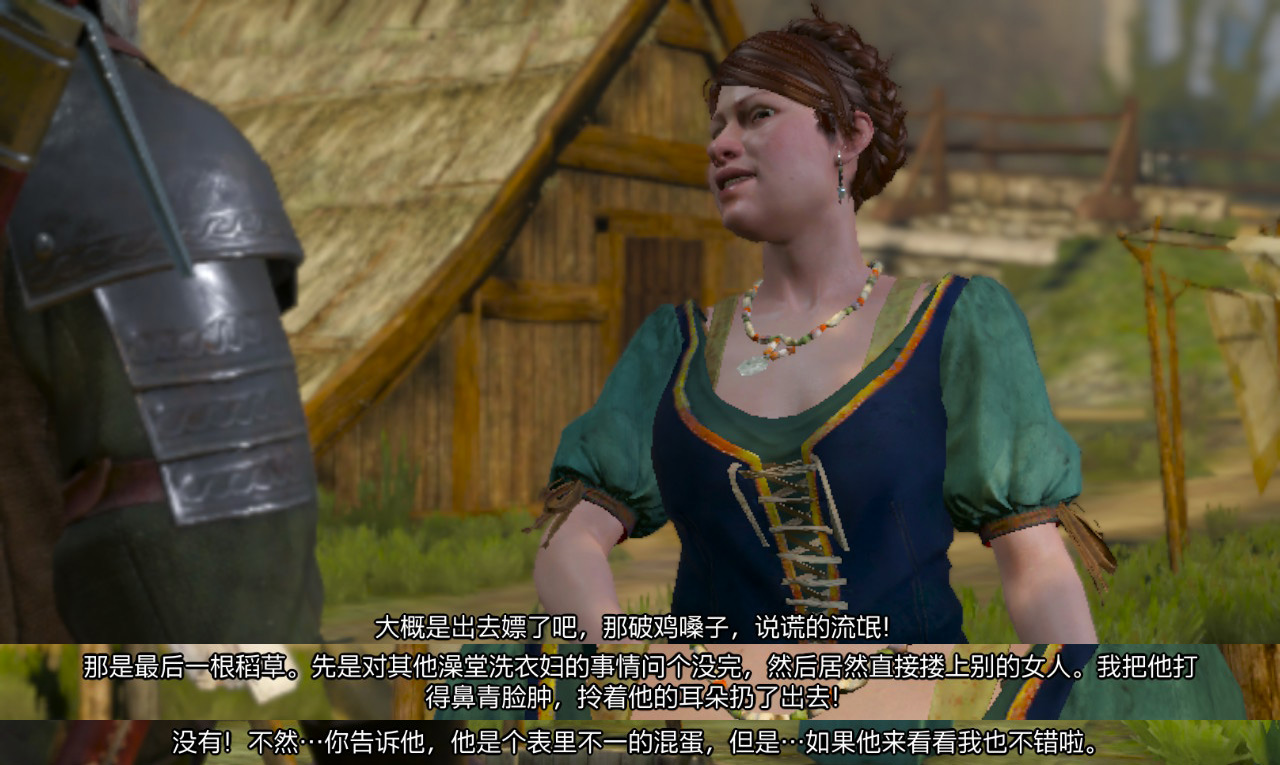 大概是出去嫖了吧，那破鸡嗓子，说谎的流氓！
那是最后一根稻草。先是对其他澡堂洗衣妇的事情问个没完，然后居然直接搂上别的女人。我把他打
得鼻青脸肿，拎着他的耳朵扔了出去！
没有！不然…你告诉他，他是个表里不一的混蛋，但是…如果他来看看我也不错啦。